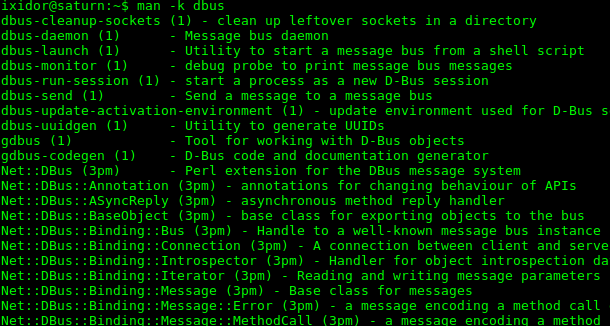 ixidor@saturn:~$ man -k dbus
dbus-cleanup-sockets (1) - clean up leftover sockets in a directory
dbus-daemon (1)      - Message bus daemon
dbus-launch (1)      - Utility to start a message bus from a shell script
dbus-monitor (1)     - debug probe to print message bus messages
dbus-run-session (1) - start a process as a new D-Bus session
dbus-send (1)        - Send a message to a message bus
dbus-update-activation-environment (1) - update environment used for D-Bus s
dbus-uuidgen (1)     - Utility to generate UUIDs
gdbus (1)            - Tool for working with D-Bus objects
gdbus-codegen (1)    - D-Bus code and documentation generator
Net::DBus (3pm)      - Perl extension for the DBus message system
Net::DBus::Annotation (3pm) - annotations for changing behaviour of APIs
Net::DBus::ASyncReply (3pm) - asynchronous method reply handler
Net::DBus::BaseObject (3pm) - base class for exporting objects to the bus
Net::DBus::Binding::Bus (3pm) - Handle to a well-known message bus instance
Net::DBus::Binding::Connection (3pm) - A connection between client and serve
Net::DBus::Binding::Introspector (3pm) - Handler for object introspection da
Net::DBus::Binding::Iterator (3pm) - Reading and writing message parameters
Net::DBus::Binding::Message (3pm) - Base class for messages
Net::DBus::Binding::Message::Error (3pm) - a message encoding a method call
Net::DBus::Binding::Message::MethodCall (3pm) - a message encoding a method